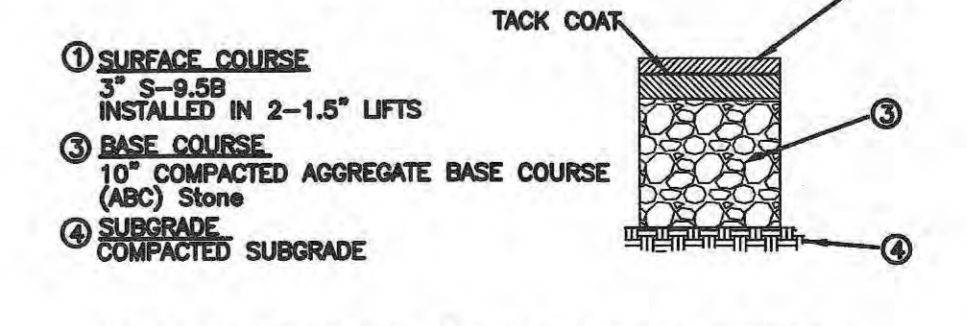 TACK COAT
① SURFACE COURSE
3" S-9.5B
INSTALLED IN 2-1.5" LIFTS
③ BASE COURSE
10" COMPACTED AGGREGATE BASE COURSE
(ABC) Stone
④ SUBGRADE
COMPACTED SUBGRADE
③
④